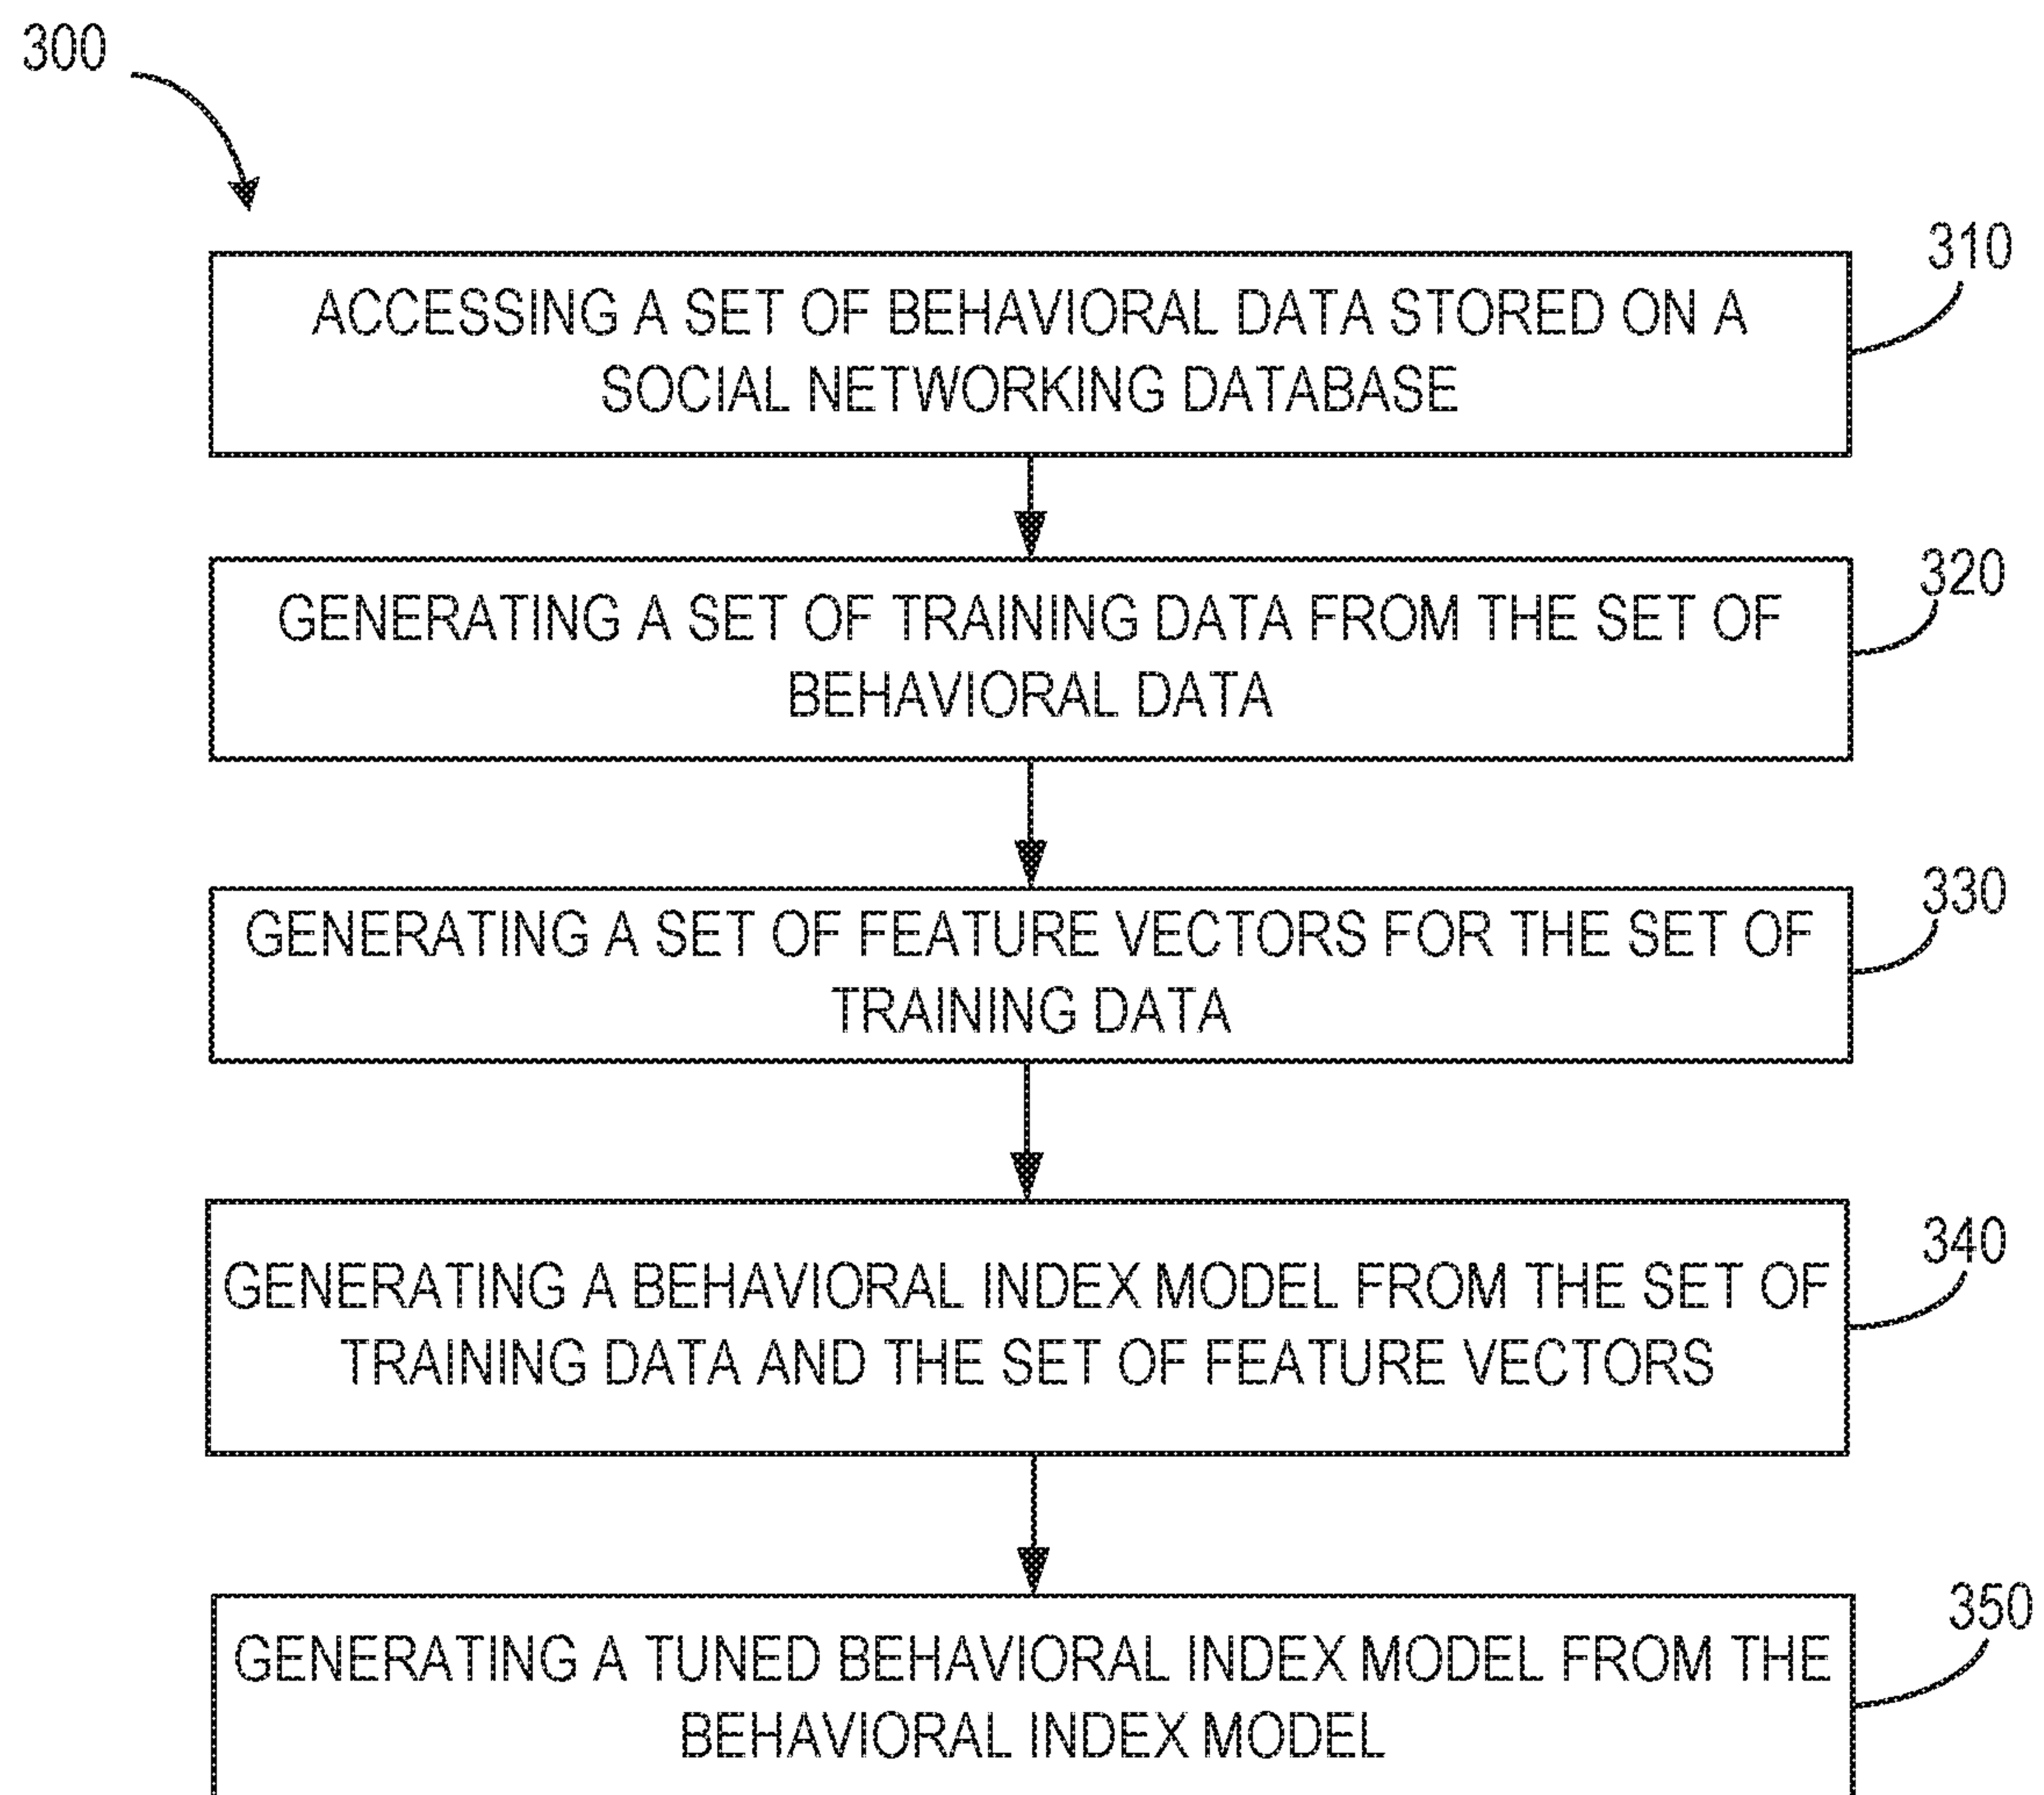 300
310
ACCESSING A SET OF BEHAVIORAL DATA STORED ON A
SOCIAL NETWORKING DATABASE
320
GENERATING A SET OF TRAINING DATA FROM THE SET OF
BEHAVIORAL DATA
330
GENERATING A SET OF FEATURE VECTORS FOR THE SET OF
TRAINING DATA
340
GENERATING A BEHAVIORAL INDEX MODEL FROM THE SET OF
TRAINING DATA AND THE SET OF FEATURE VECTORS
350
GENERATING A TUNED BEHAVIORAL INDEX MODEL FROM THE
BEHAVIORAL INDEX MODEL